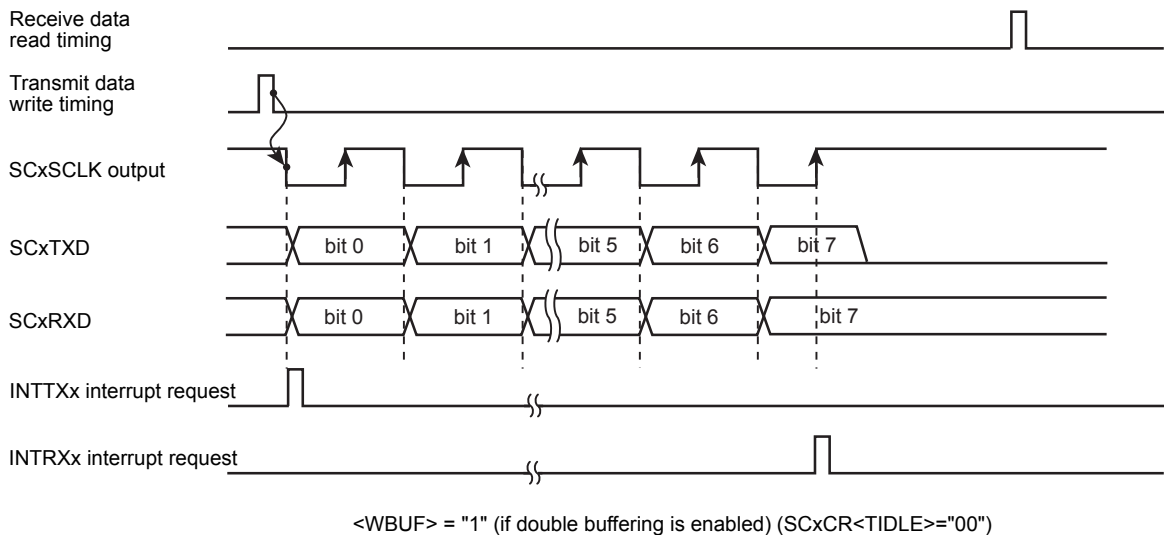 Receive data
read timing
Transmit data
write timing
SCxSCLK output
SCxTXD
bit 0
bit 1
bit 5
bit 6
bit 7
SCxRXD
bit 0
bit 1
bit 5
bit 6
bit 7
INTTXx interrupt request
INTRXx interrupt request
<WBUF> = "1" (if double buffering is enabled) (SCxCR<TIDLE>="00")